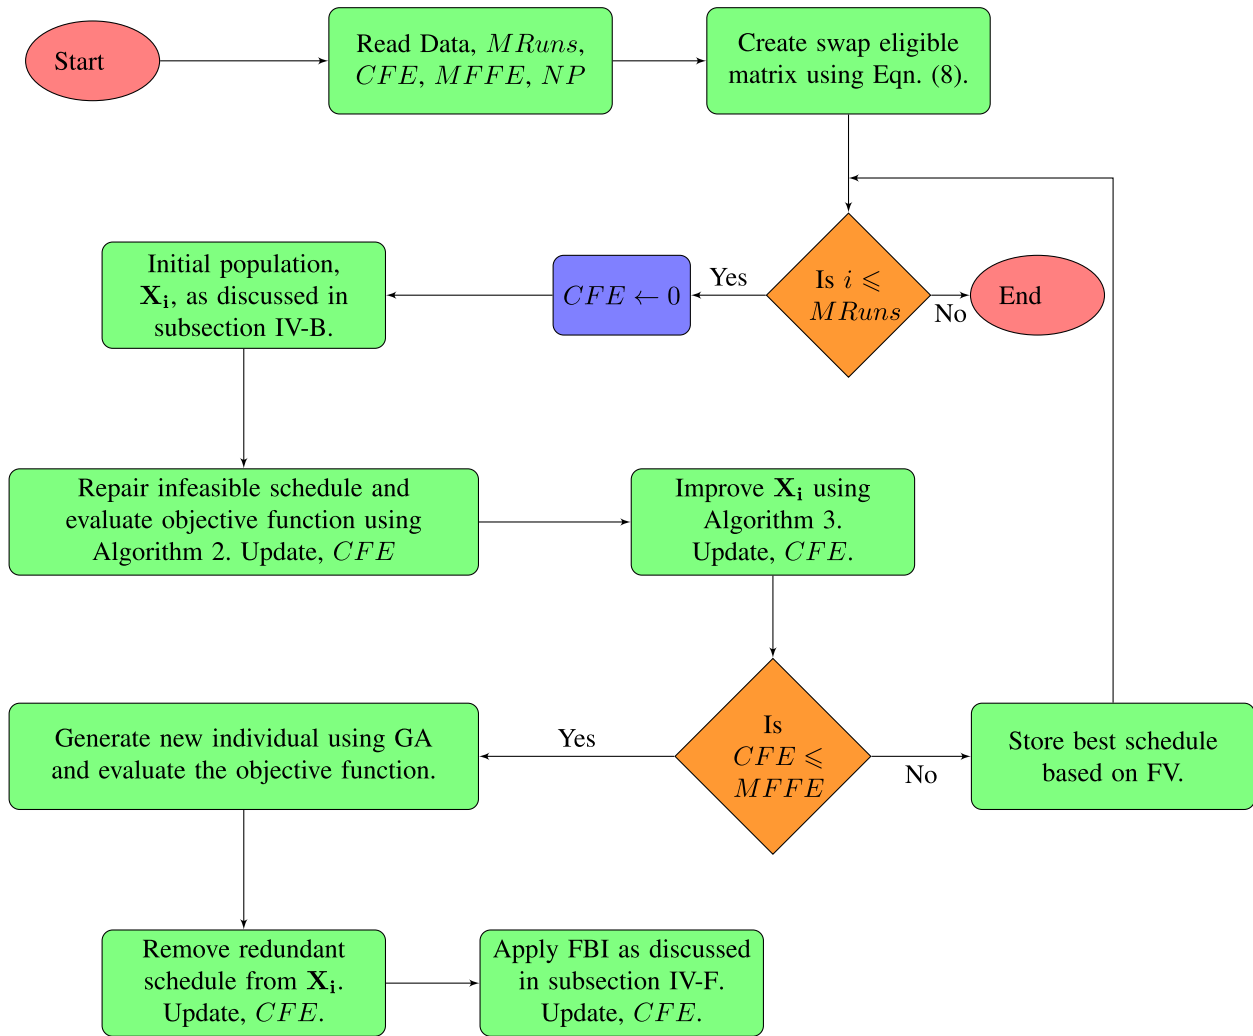 Start
Read Data, MRuns,
CFE, MFFE, NP
Create swap eligible
matrix using Eqn. (8).
Initial population,
X_i, as discussed in
subsection IV-B.
CFE ← 0
Yes
Is i ⩽
MRuns
No
End
Repair infeasible schedule and
evaluate objective function using
Algorithm 2. Update, CFE
Improve X_i using
Algorithm 3.
Update, CFE.
Generate new individual using GA
and evaluate the objective function.
Yes
Is
CFE ⩽
MFFE
No
Store best schedule
based on FV.
Remove redundant
schedule from X_i.
Update, CFE.
Apply FBI as discussed
in subsection IV-F.
Update, CFE.